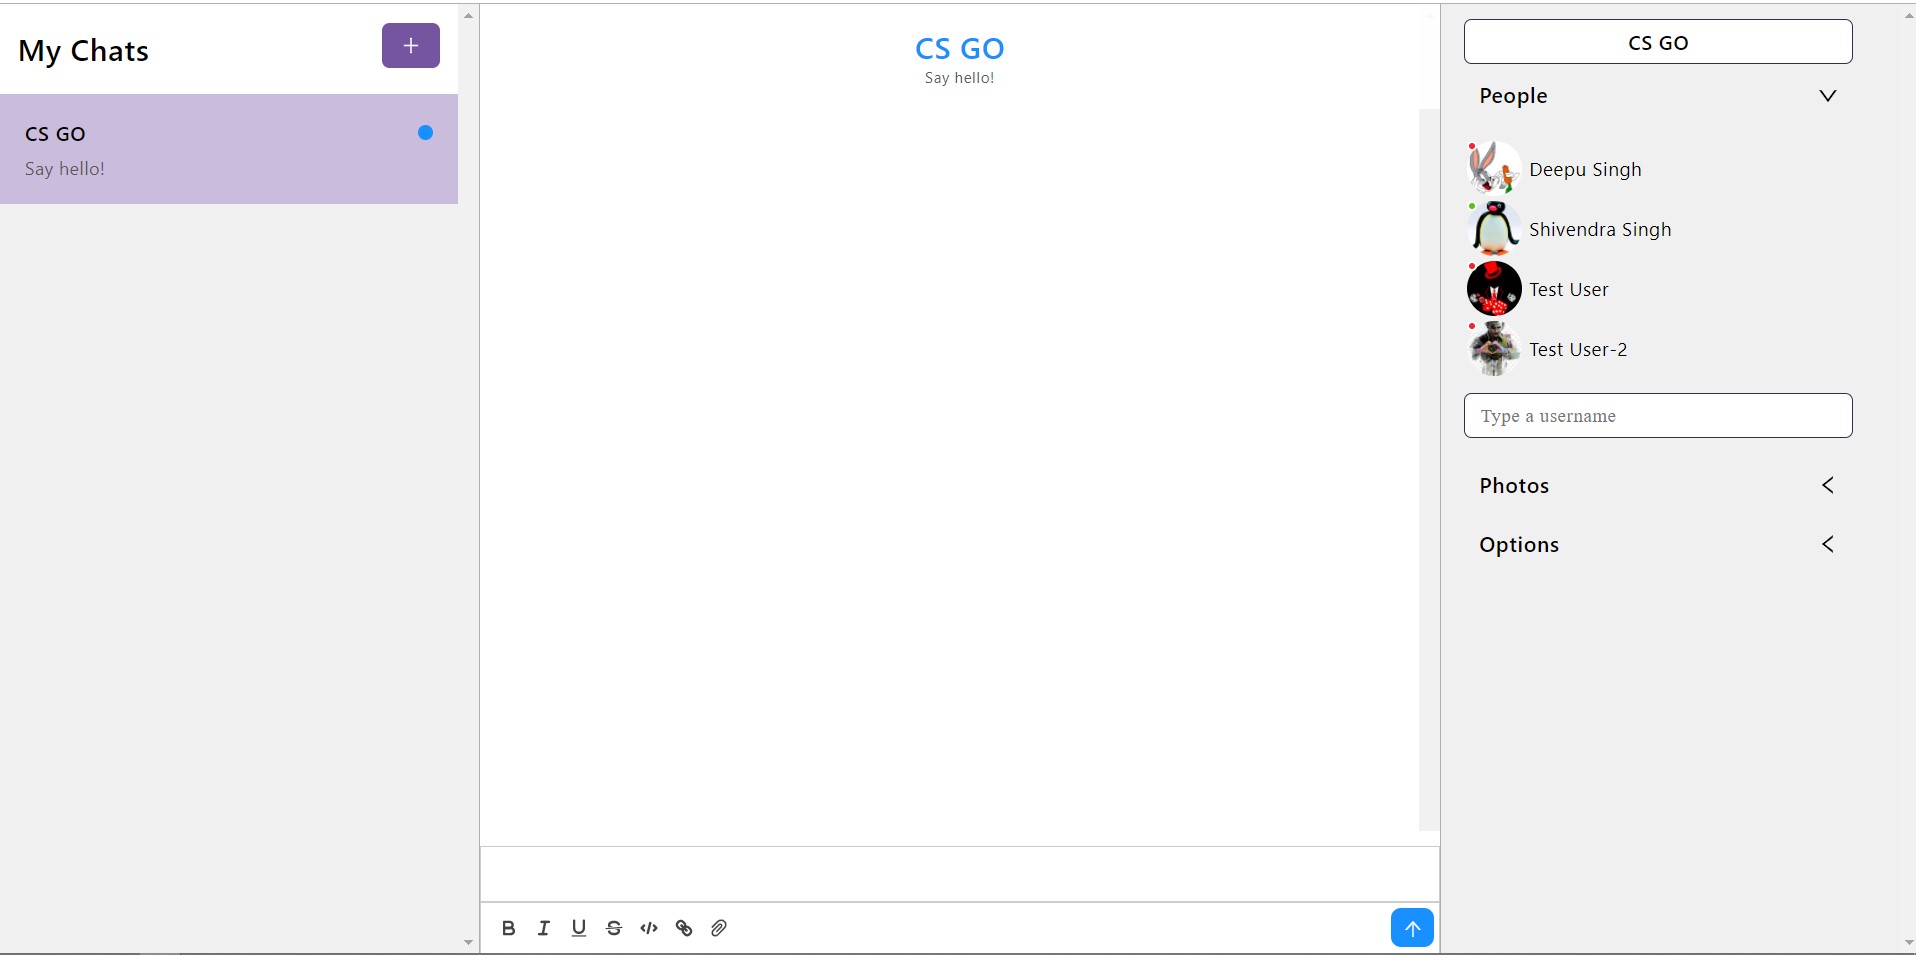 My Chats
+
CS GO
Say hello!
CS GO
Say hello!
B I U S </>
CS GO
People
Deepu Singh
Shivendra Singh
Test User
Test User-2
Type a username
Photos
Options